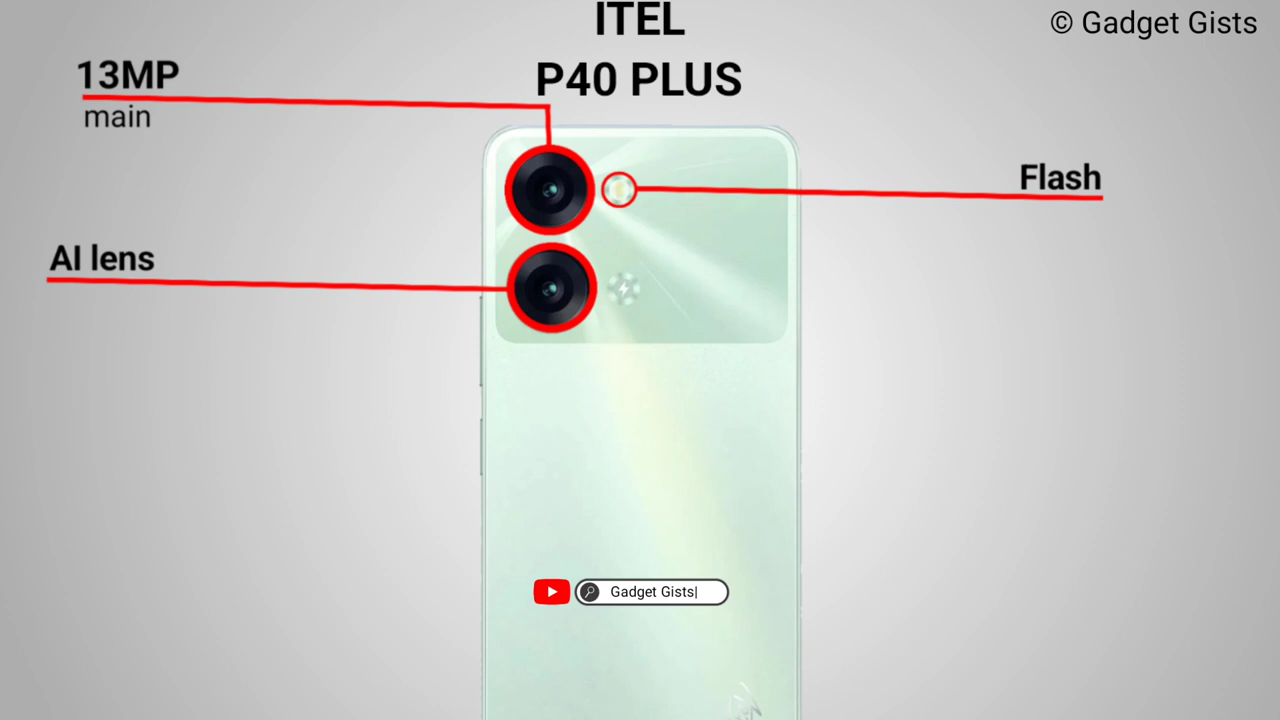 ITEL
P40 PLUS
© Gadget Gists
13MP
main
Flash
AI lens
Gadget Gists|